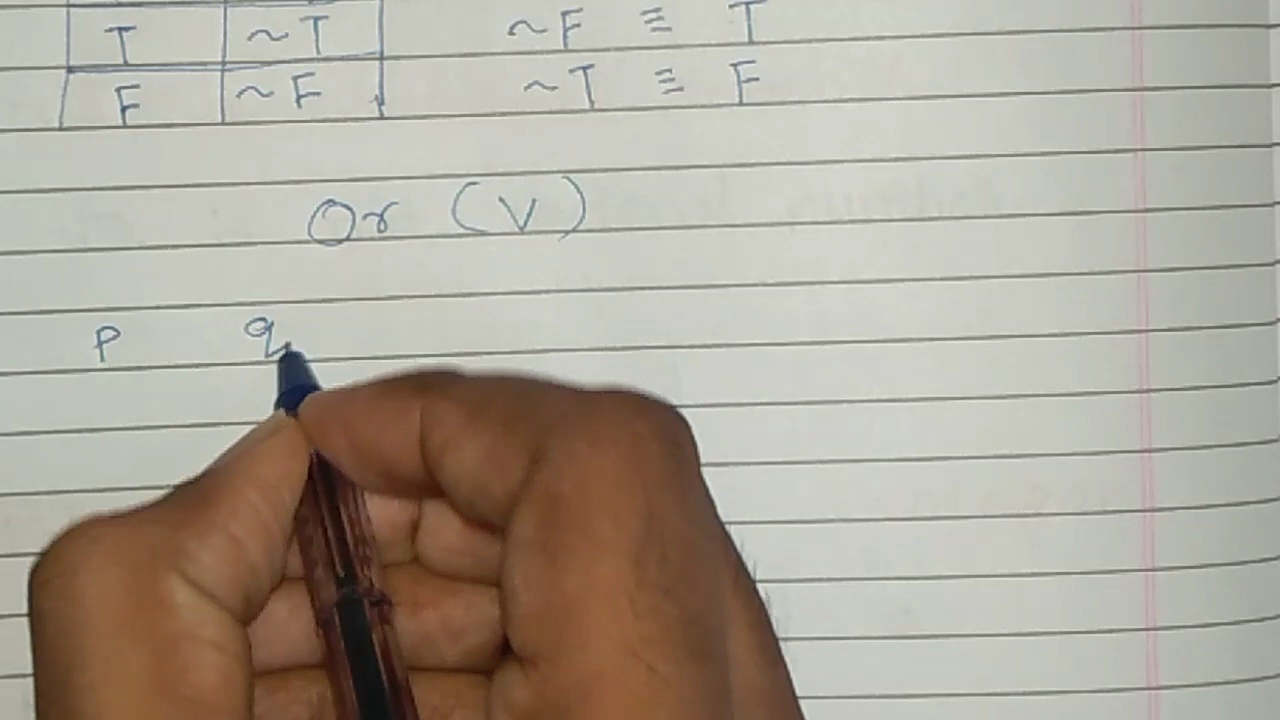 T ~T ~F ≡ T
F ~F ~T ≡ F
Or (V)
P q